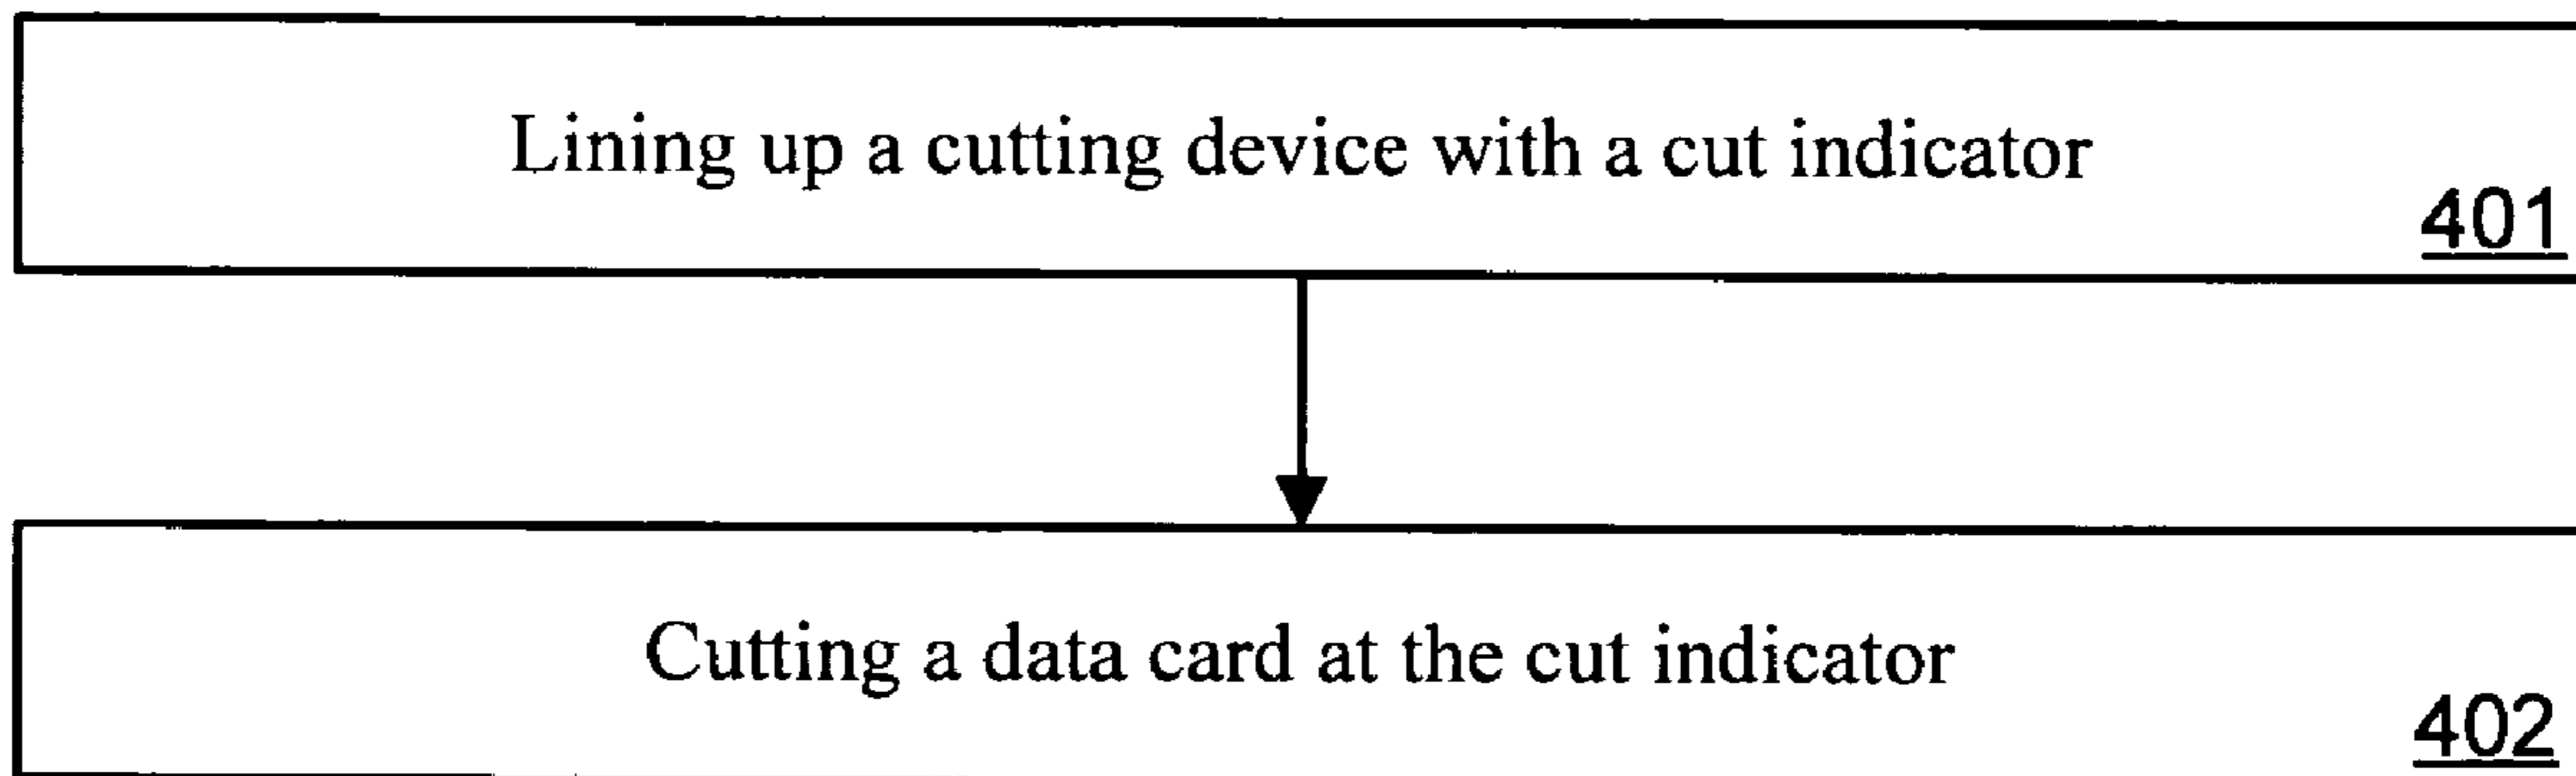 Lining up a cutting device with a cut indicator
401
Cutting a data card at the cut indicator
402